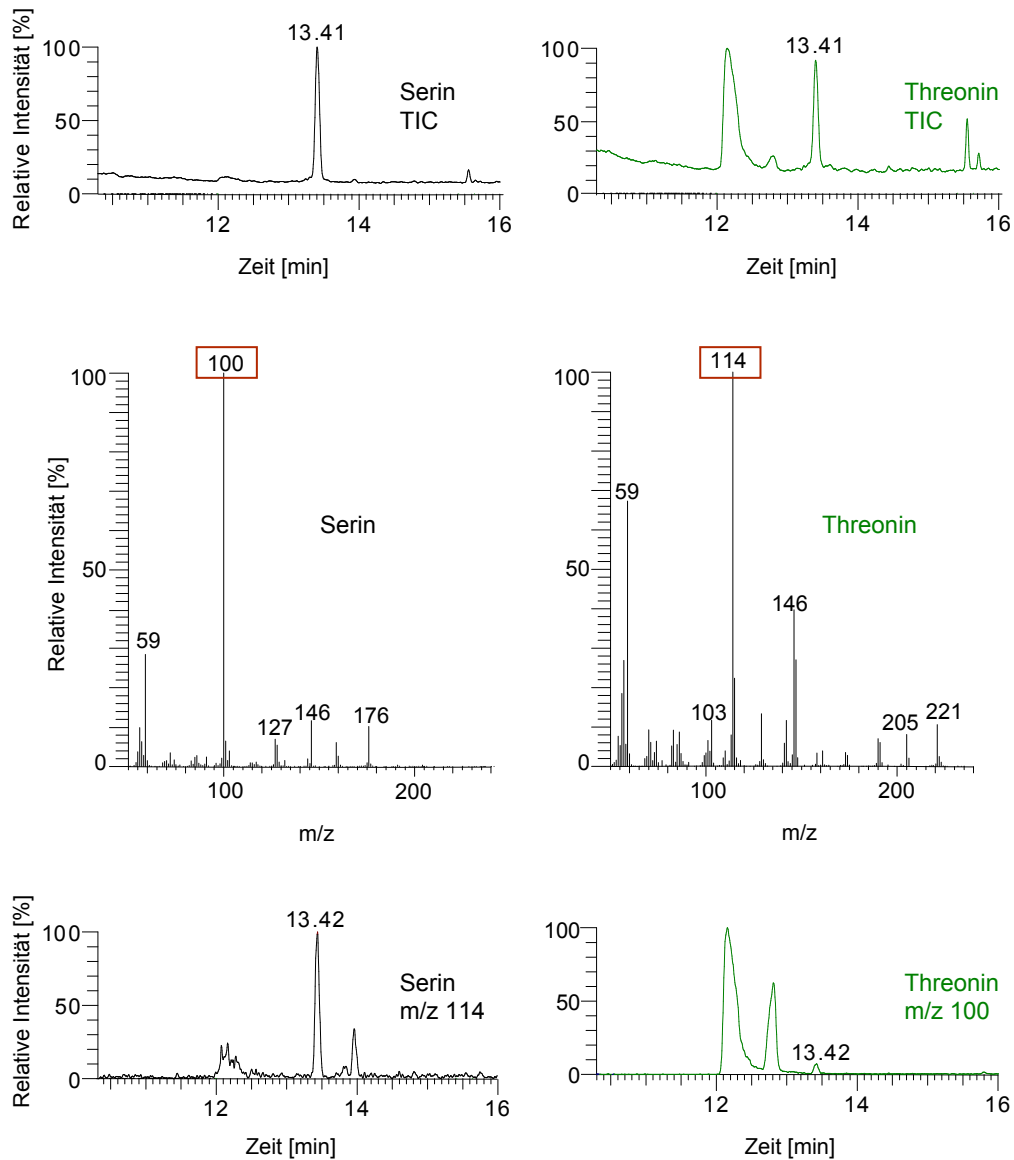 Relative Intensität [%]
100
50
0
13.41
Serin
TIC
12
14
16
Zeit [min]
100
50
0
13.41
Threonin
TIC
12
14
16
Zeit [min]
Relative Intensität [%]
100
50
0
100
59
127
146
176
Serin
100
200
m/z
100
50
0
114
59
103
146
205
221
Threonin
100
200
m/z
Relative Intensität [%]
100
50
0
13.42
Serin
m/z 114
12
14
16
Zeit [min]
100
50
0
13.42
Threonin
m/z 100
12
14
16
Zeit [min]